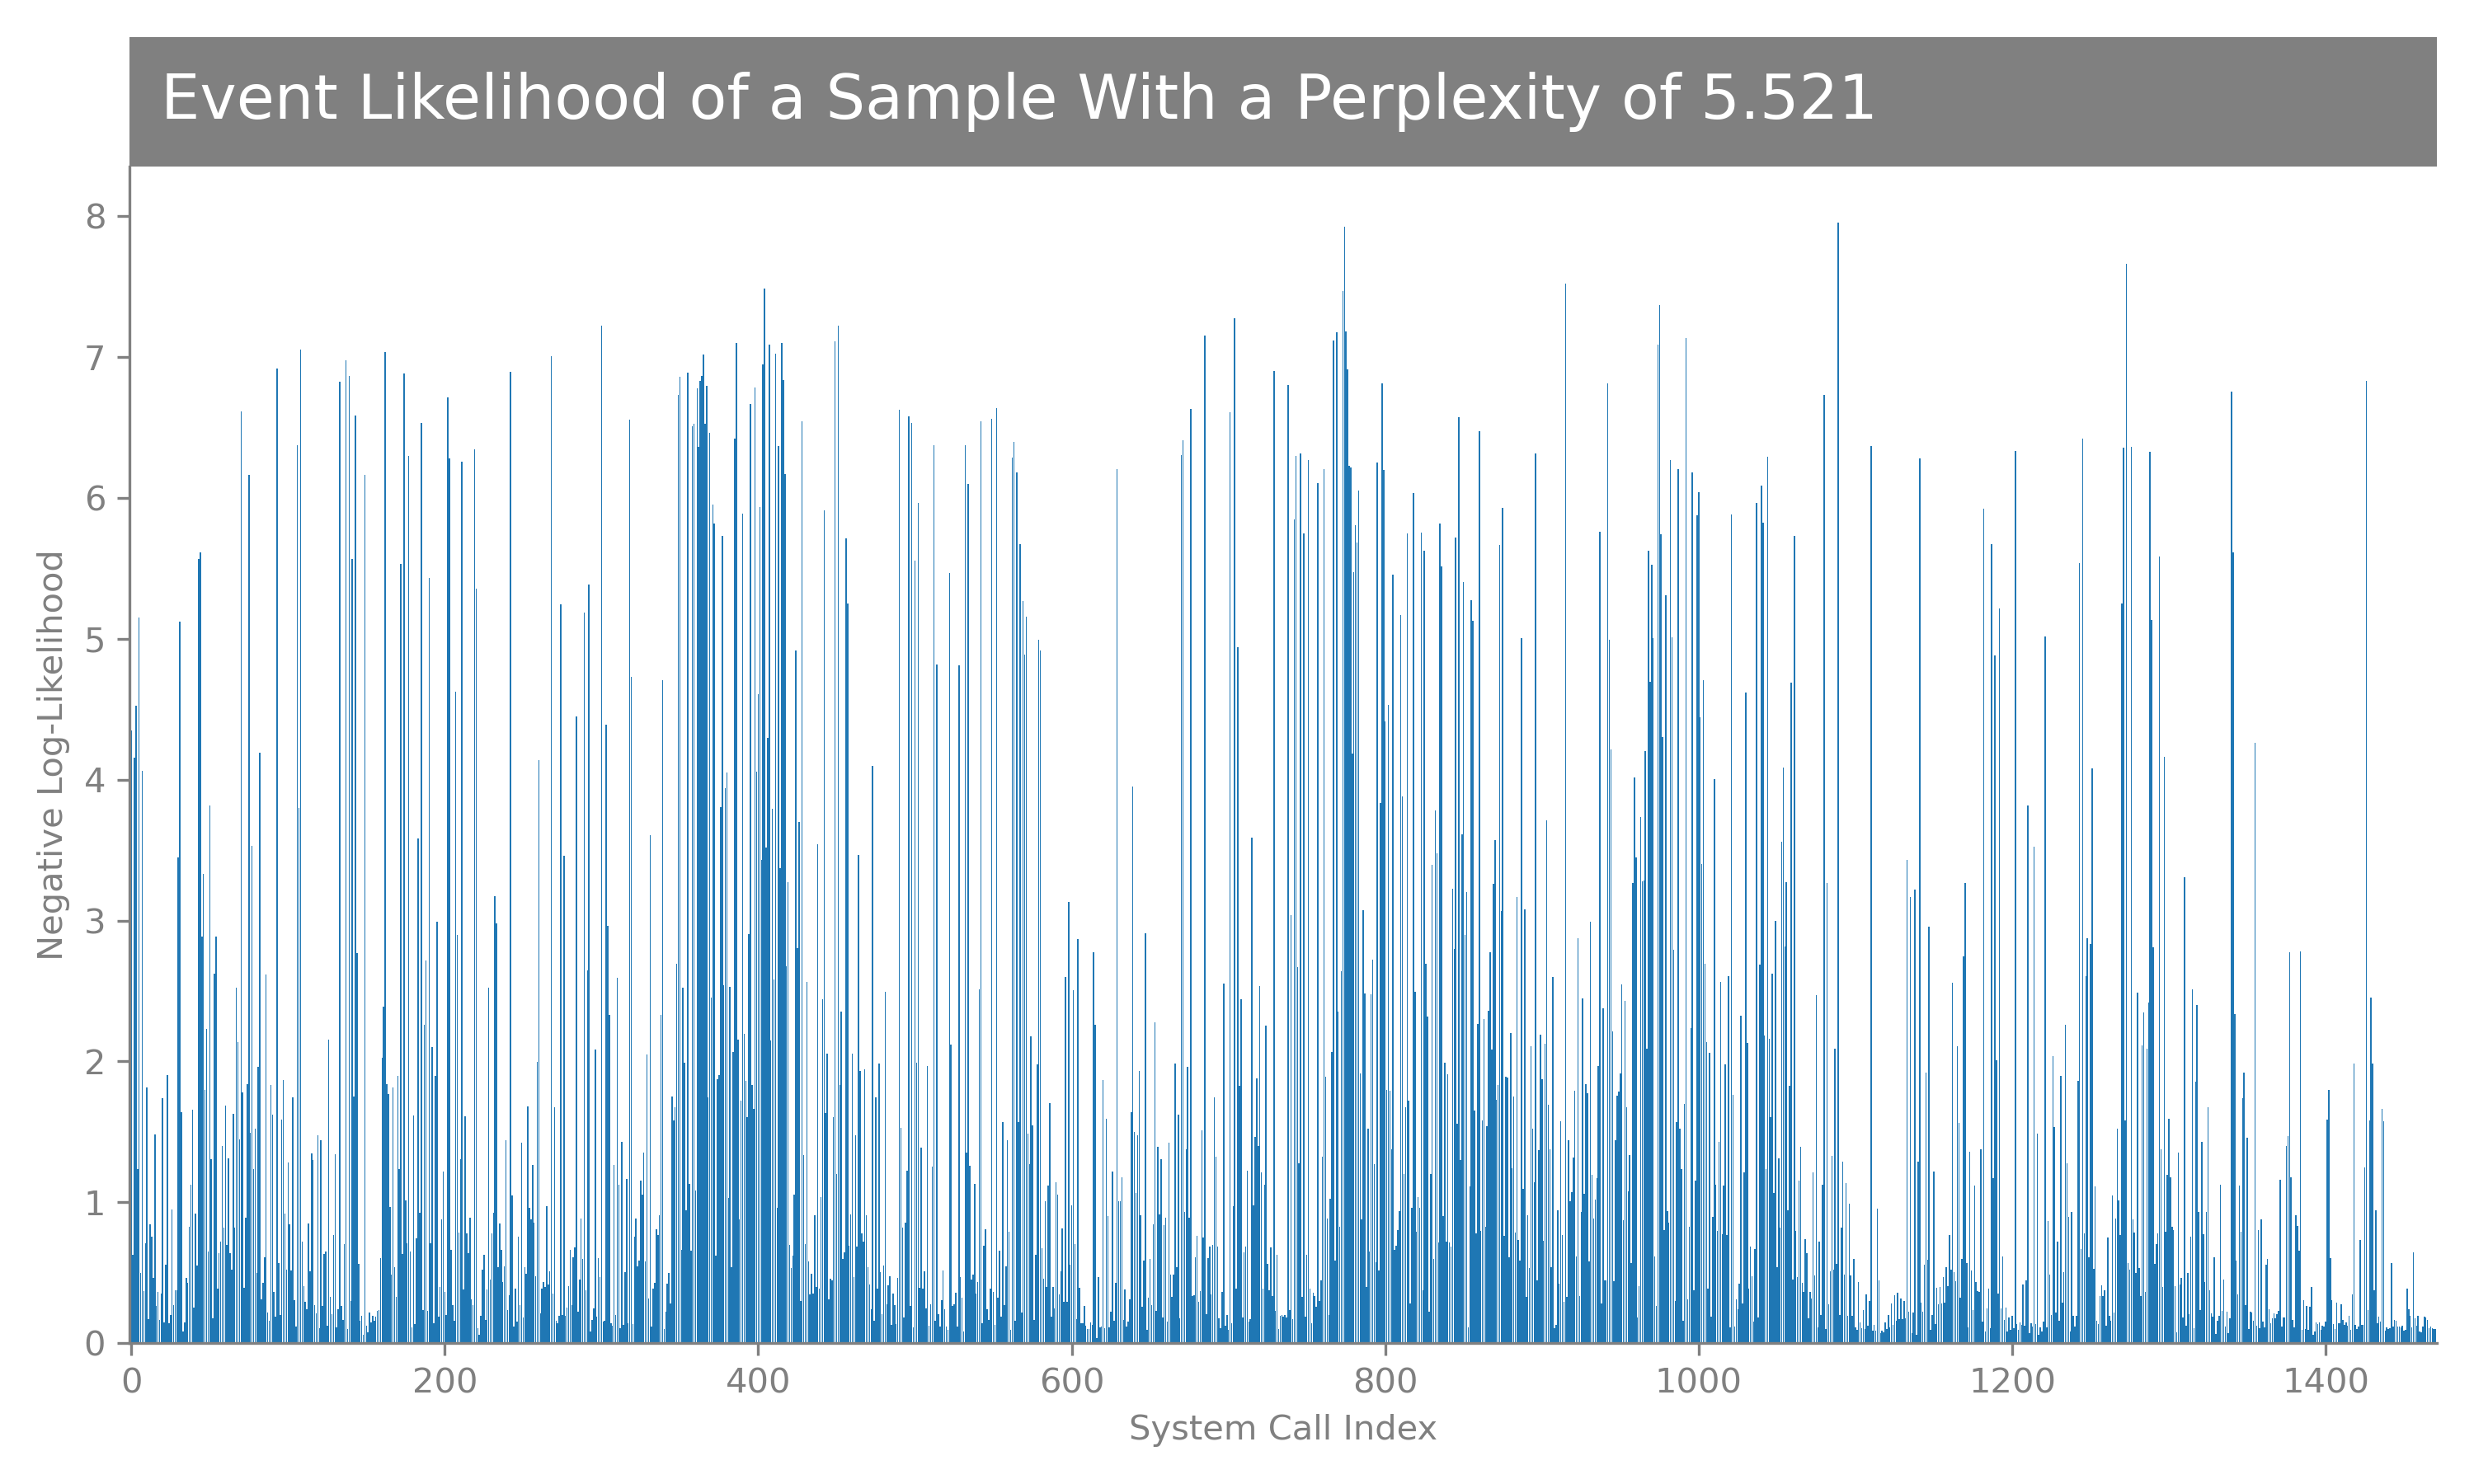 Event Likelihood of a Sample With a Perplexity of 5.521
8
7
6
5
4
3
2
1
0
Negative Log-Likelihood
0 200 400 600 800 1000 1200 1400
System Call Index